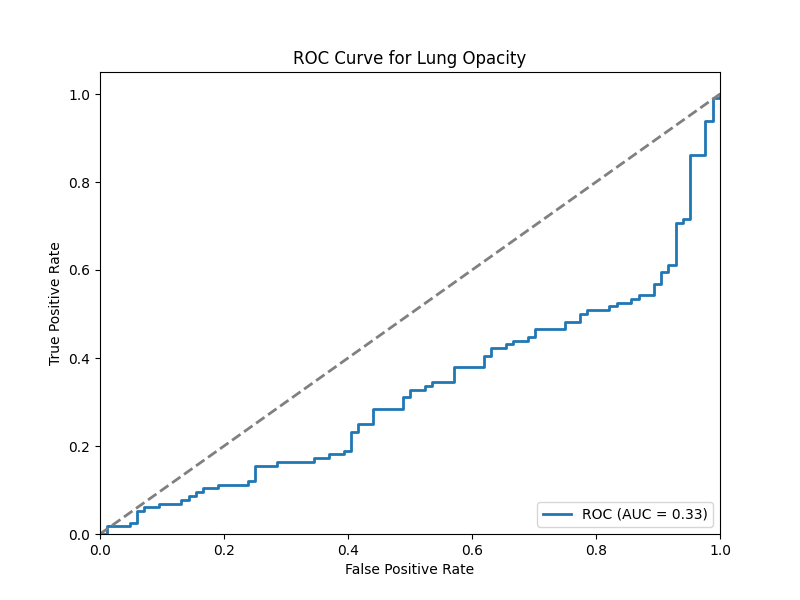 ROC Curve for Lung Opacity
1.0
0.8
0.6
0.4
0.2
0.0
True Positive Rate
ROC (AUC = 0.33)
0.0 0.2 0.4 0.6 0.8 1.0
False Positive Rate